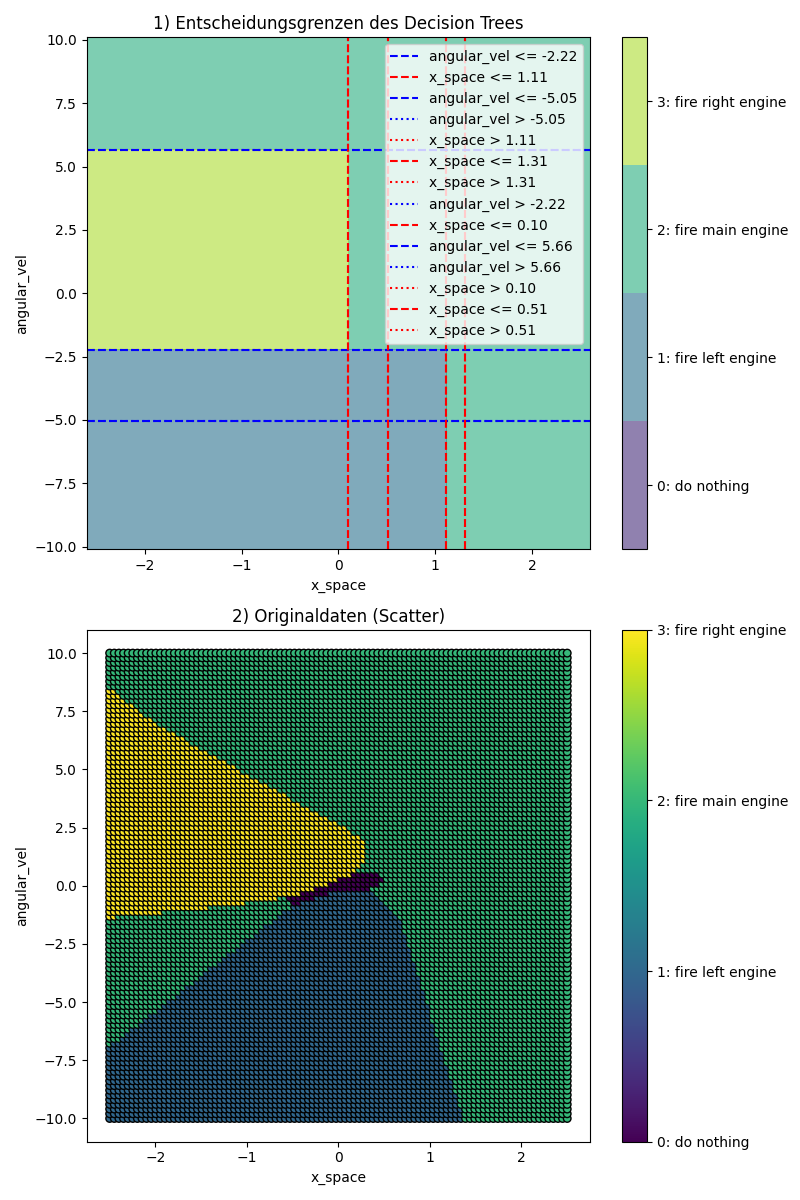 1) Entscheidungsgrenzen des Decision Trees
10.0
7.5
5.0
2.5
0.0
−2.5
−5.0
−7.5
−10.0
angular_vel
−2
−1
0
1
2
x_space
angular_vel <= -2.22
x_space <= 1.11
angular_vel <= -5.05
angular_vel > -5.05
x_space > 1.11
x_space <= 1.31
x_space > 1.31
angular_vel > -2.22
x_space <= 0.10
angular_vel <= 5.66
angular_vel > 5.66
x_space > 0.10
x_space <= 0.51
x_space > 0.51
3: fire right engine
2: fire main engine
1: fire left engine
0: do nothing
2) Originaldaten (Scatter)
10.0
7.5
5.0
2.5
0.0
−2.5
−5.0
−7.5
−10.0
angular_vel
−2
−1
0
1
2
x_space
3: fire right engine
2: fire main engine
1: fire left engine
0: do nothing